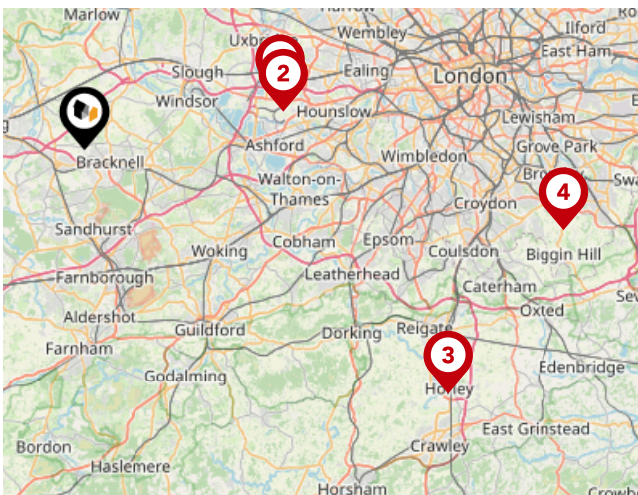 Marlow
Wembley
Ilford
East Ham
Slough
Ealing
London
Windsor
Hounslow
Lewisham
Ashford
Grove Park
Bracknell
Wimbledon
Walton-on-
Thames
Croydon
Sandhurst
Cobham
Epsom
Woking
Coulsdon
Biggin Hill
Leatherhead
Farnborough
Caterham
Oxted
Aldershot
Guildford
Dorking
Reigate
Farnham
Edenbridge
Godalming
Horley
East Grinstead
Crawley
Bordon
Haslemere
Horsham
2
4
3